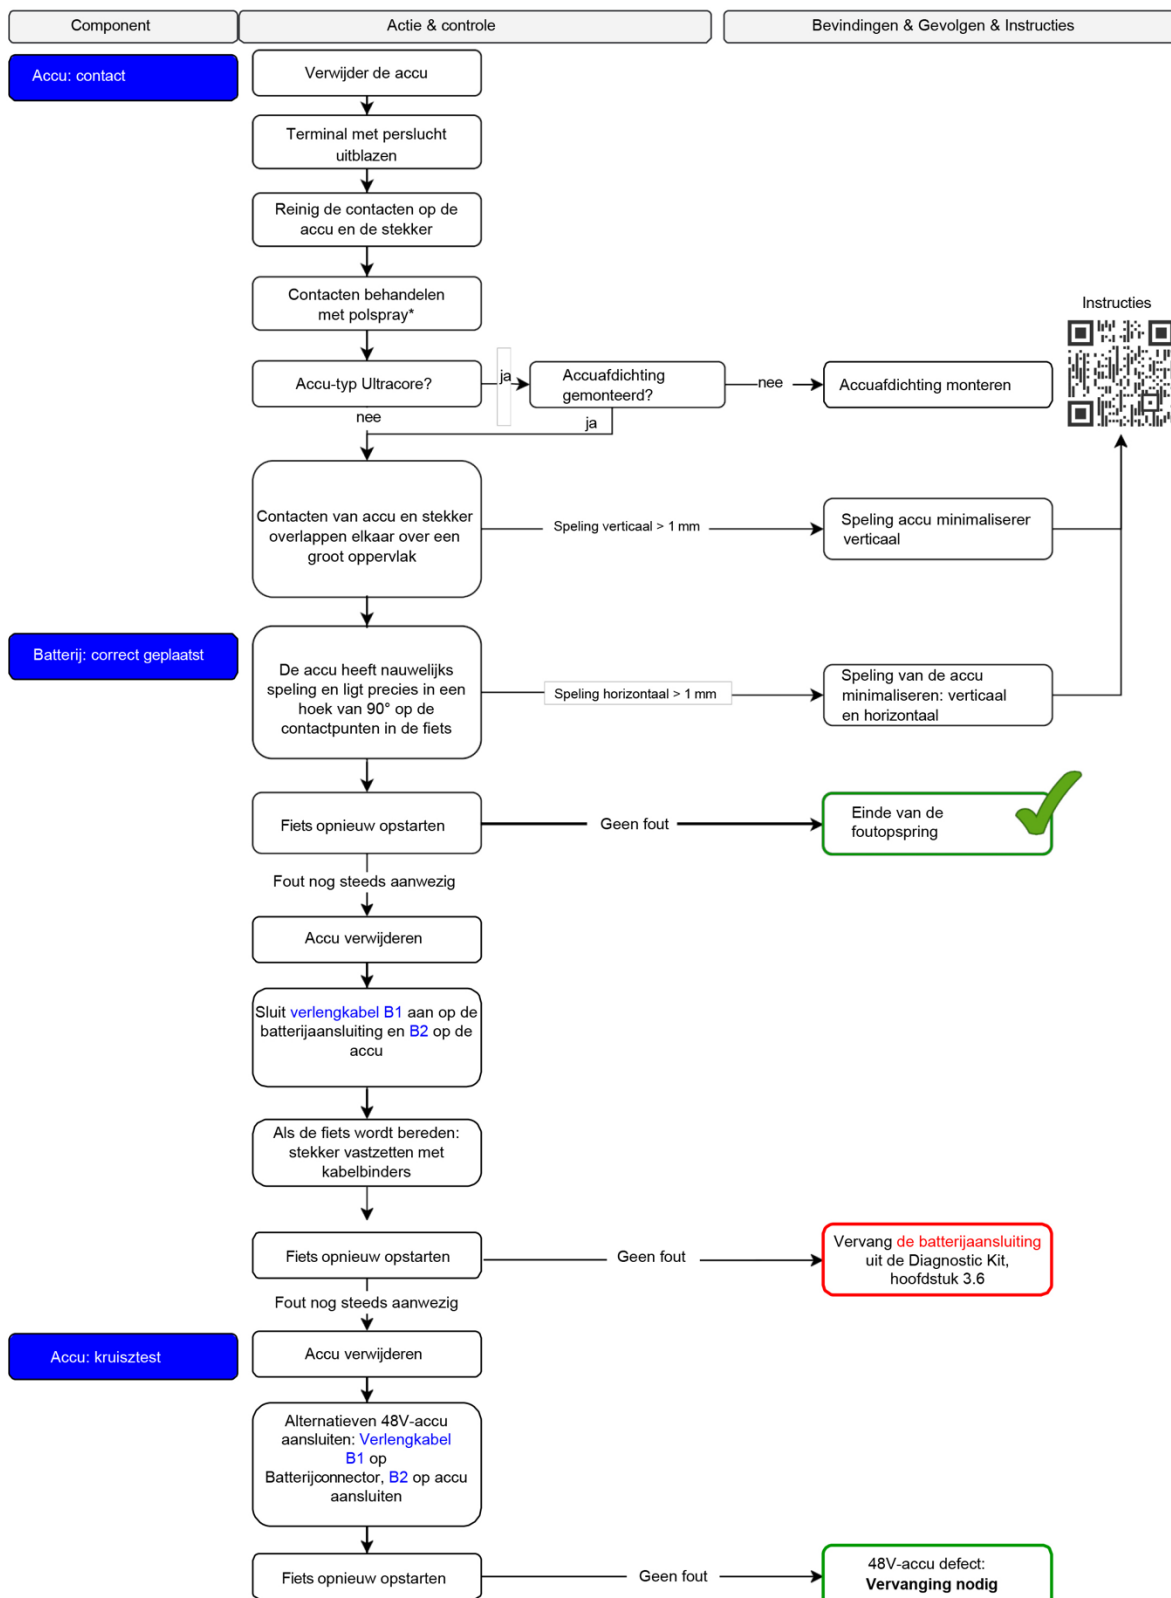 Component
Actie & controle
Bevindingen & Gevolgen & Instructies
Accu: contact
Verwijder de accu
Terminal met perslucht
uitblazen
Reinig de contacten op de
accu en de stekker
Contacten behandelen
met polspray*
Instructies
Accu-typ Ultracore?
ja
Accuafdichting
gemonteerd?
nee
Accuafdichting monteren
nee
ja
Contacten van accu en stekker
overlappen elkaar over een
groot oppervlak
Speling verticaal > 1 mm
Speling accu minimaliserer
verticaal
Batterij: correct geplaatst
De accu heeft nauwelijks
speling en ligt precies in een
hoek van 90° op de
contactpunten in de fiets
Speling horizontaal > 1 mm
Speling van de accu
minimaliseren: verticaal
en horizontaal
Fiets opnieuw opstarten
Geen fout
Einde van de
foutopspring
Fout nog steeds aanwezig
Accu verwijderen
Sluit verlengkabel B1 aan op de
batterijaansluiting en B2 op de
accu
Als de fiets wordt bereden:
stekker vastzetten met
kabelbinders
Fiets opnieuw opstarten
Geen fout
Vervang de batterijaansluiting
uit de Diagnostic Kit,
hoofdstuk 3.6
Fout nog steeds aanwezig
Accu: kruisztest
Accu verwijderen
Alternatieven 48V-accu
aansluiten: Verlengkabel
B1 op
Batterijconnector, B2 op accu
aansluiten
Fiets opnieuw opstarten
Geen fout
48V-accu defect:
Vervanging nodig